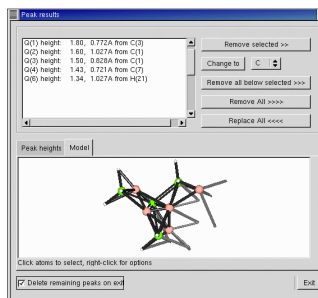 Peak results
Q(1) height: 1.80, 0.772A from C(3)
Q(2) height: 1.60, 1.027A from C(1)
Q(3) height: 1.50, 0.828A from C(1)
Q(4) height: 1.43, 0.721A from C(7)
Q(6) height: 1.34, 1.027A from H(21)
Remove selected >>
Change to C
Remove all below selected >>>
Remove All >>>>
Replace All <<<<
Peak heights Model
Click atoms to select, right-click for options
Delete remaining peaks on exit
Exit